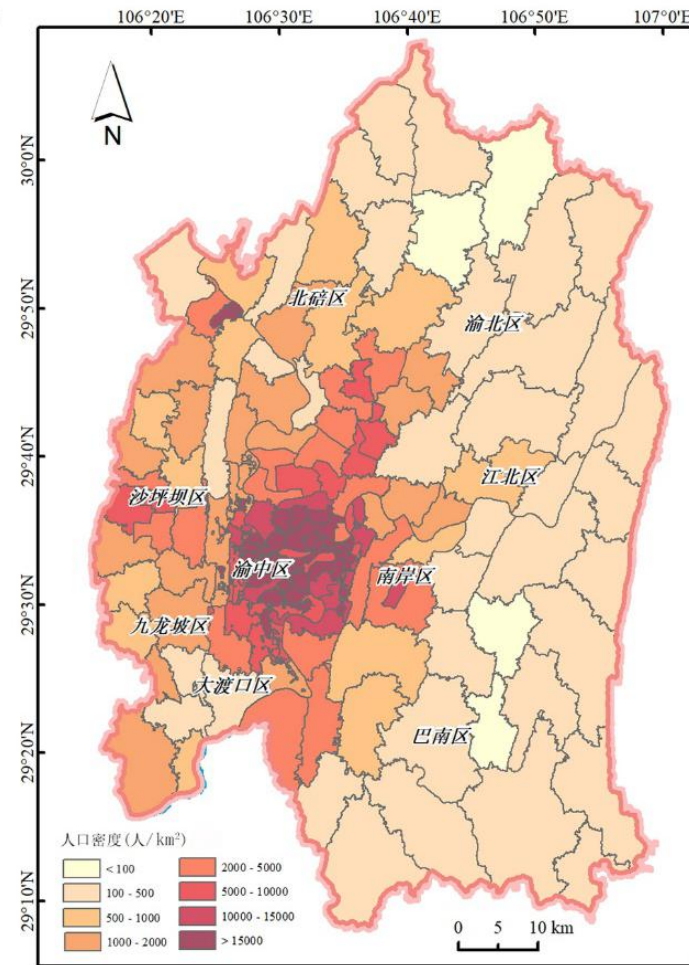 106°20'E 106°30'E 106°40'E 106°50'E 107°0'E
N
30°0'N
29°50'N
29°40'N
29°30'N
29°20'N
29°10'N
北碚区
渝北区
江北区
沙坪坝区
渝中区
南岸区
九龙坡区
大渡口区
巴南区
人口密度(人/km²)
<100
100 - 500
500 - 1000
1000 - 2000
2000 - 5000
5000 - 10000
10000 - 15000
>15000
0 5 10 km